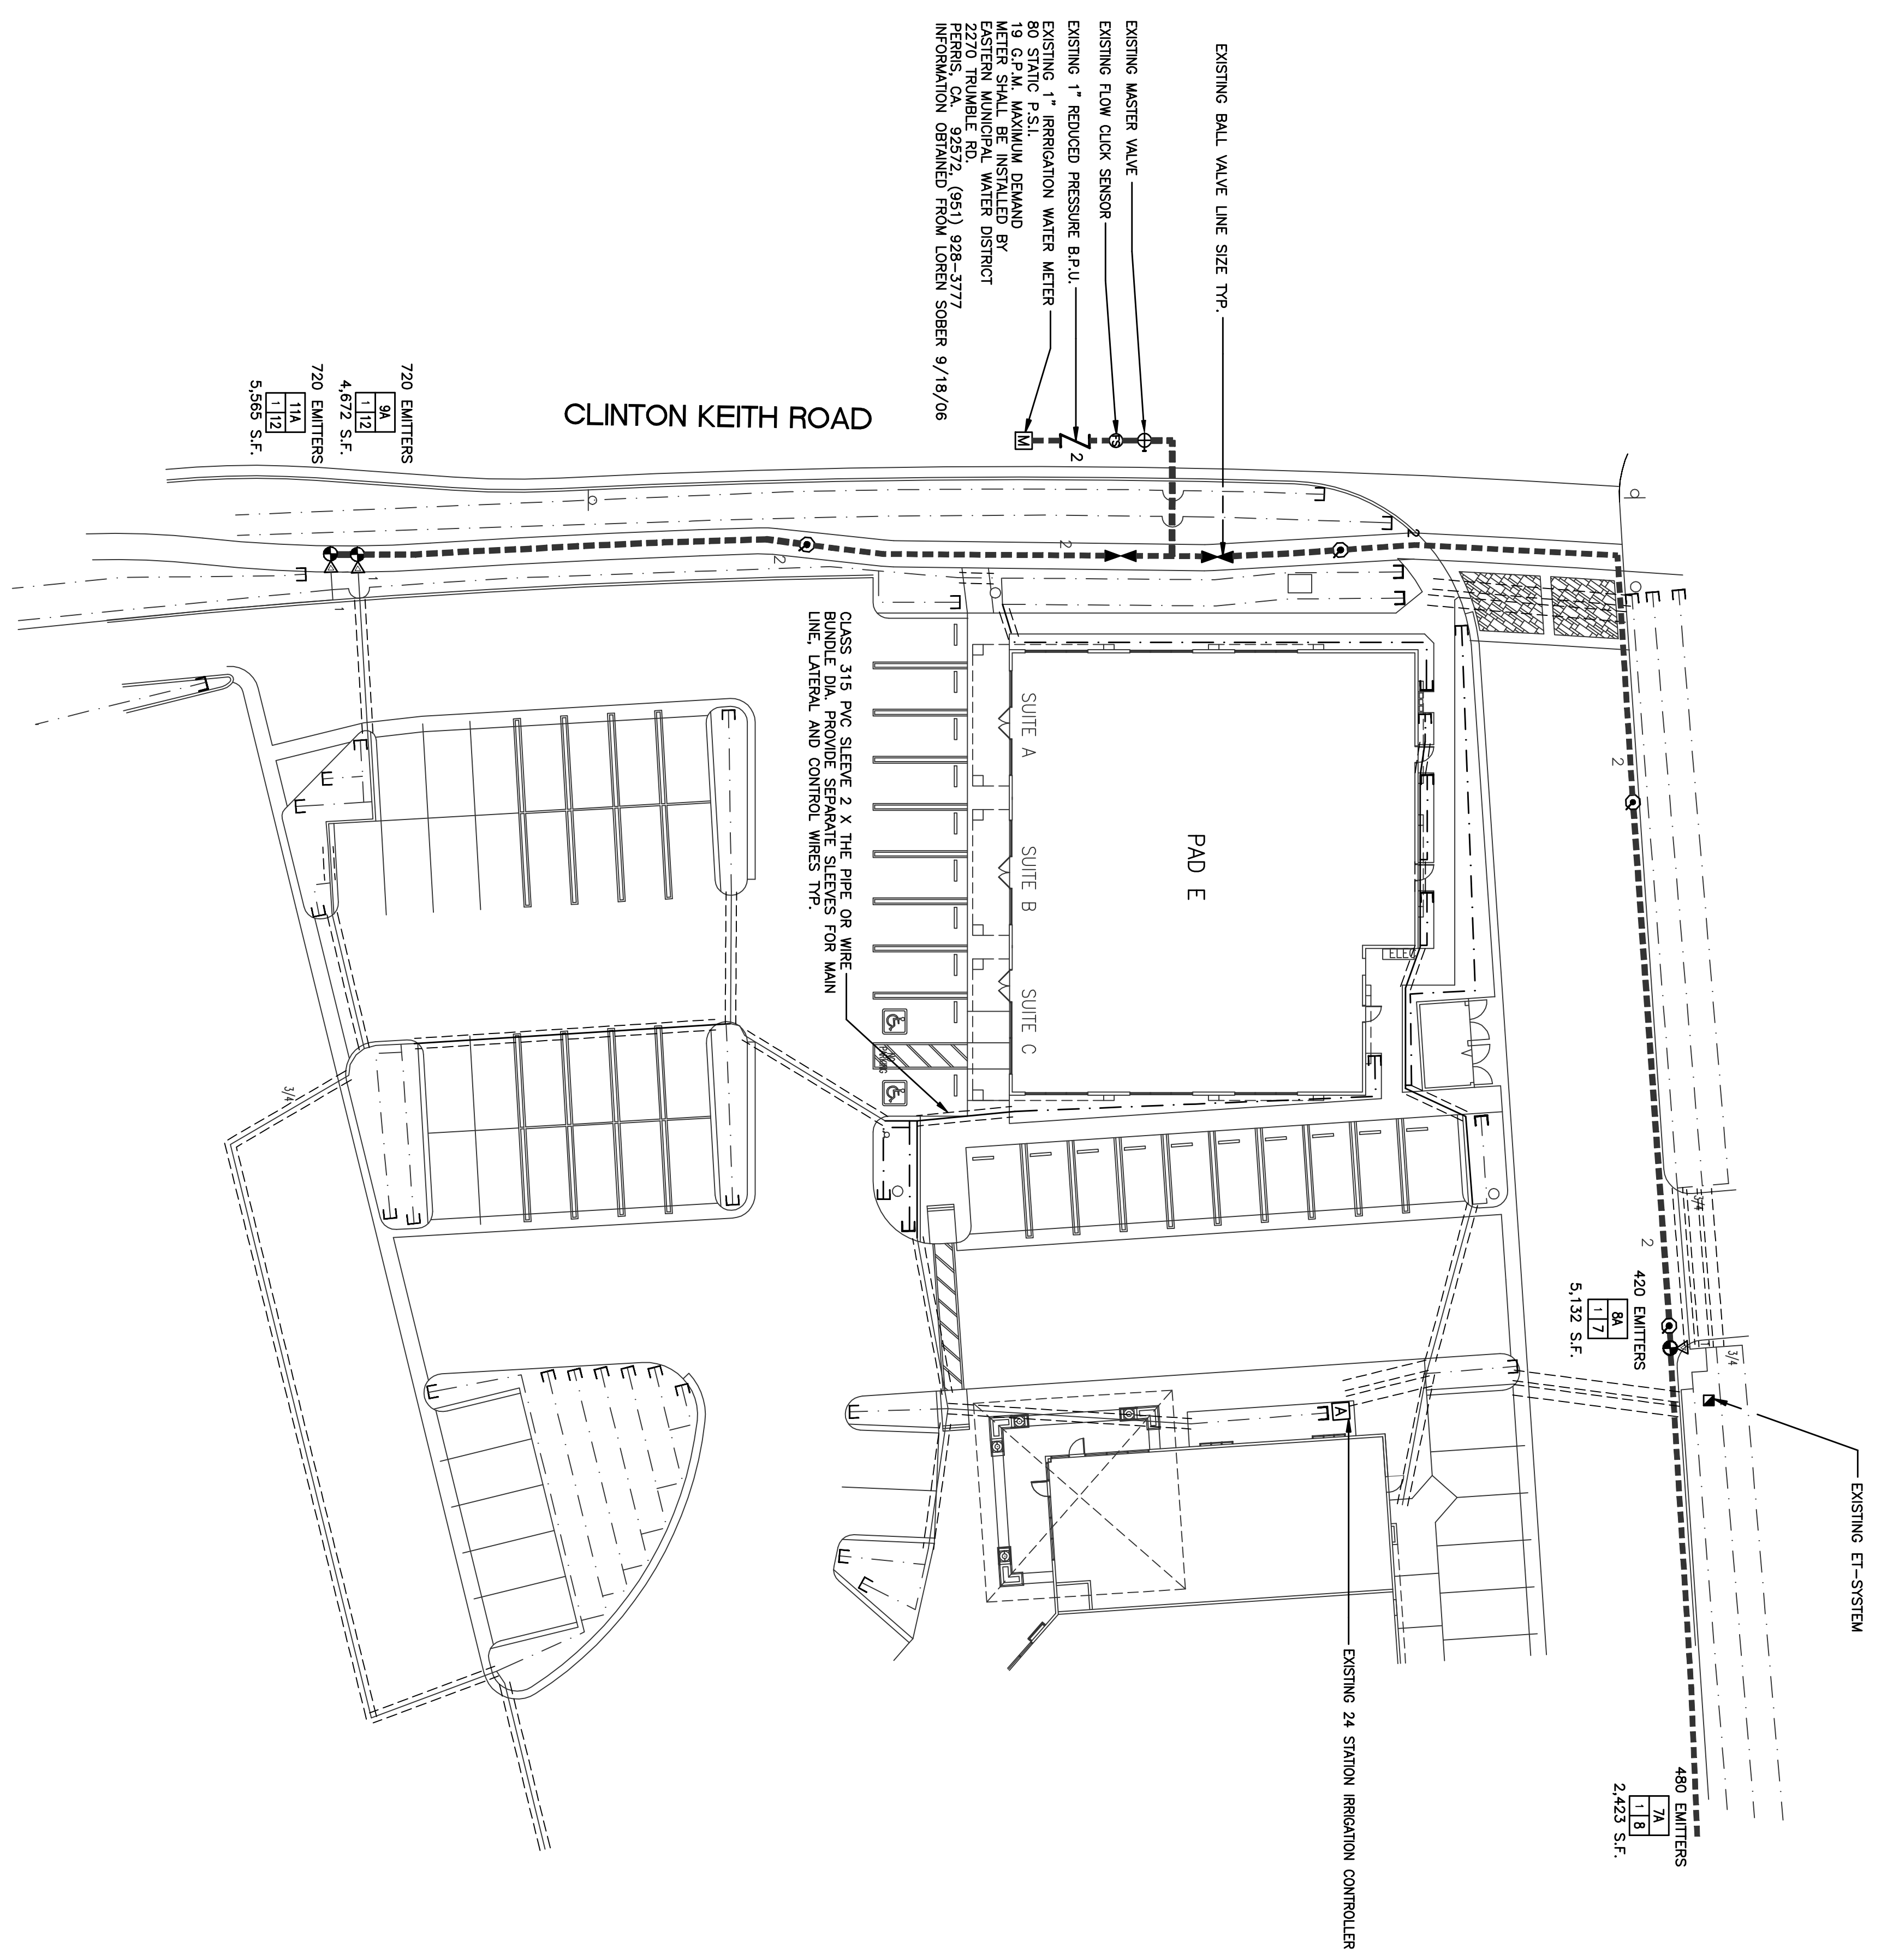 EXISTING BALL VALVE LINE SIZE TYP.
EXISTING MASTER VALVE
EXISTING FLOW CLICK SENSOR
EXISTING 1" REDUCED PRESSURE B.P.U.
EXISTING 1" IRRRIGATION WATER METER
80 STATIC P.S.I.
19 G.P.M. MAXIMUM DEMAND
METER SHALL BE INSTALLED BY
EASTERN MUNICIPAL WATER DISTRICT
2270 TRUMBLE RD.
PERRIS, CA. 92572, (951) 928-3777
INFORMATION OBTAINED FROM LOREN SOBER 9/18/06
M
2
FS
CLINTON KEITH ROAD
720 EMITTERS
9A
1 12
4,672 S.F.
720 EMITTERS
11A
1 12
5,565 S.F.
2
2
2
1
1
CLASS 315 PVC SLEEVE 2 X THE PIPE OR WIRE
BUNDLE DIA. PROVIDE SEPARATE SLEEVES FOR MAIN
LINE, LATERAL AND CONTROL WIRES TYP.
SUITE A
SUITE B
SUITE C
PAD E
ELEC
NO
PARKING
2
2
3/4
3/4
3/4
420 EMITTERS
8A
1 7
5,132 S.F.
EXISTING ET-SYSTEM
A
EXISTING 24 STATION IRRIGATION CONTROLLER
480 EMITTERS
7A
1 8
2,423 S.F.